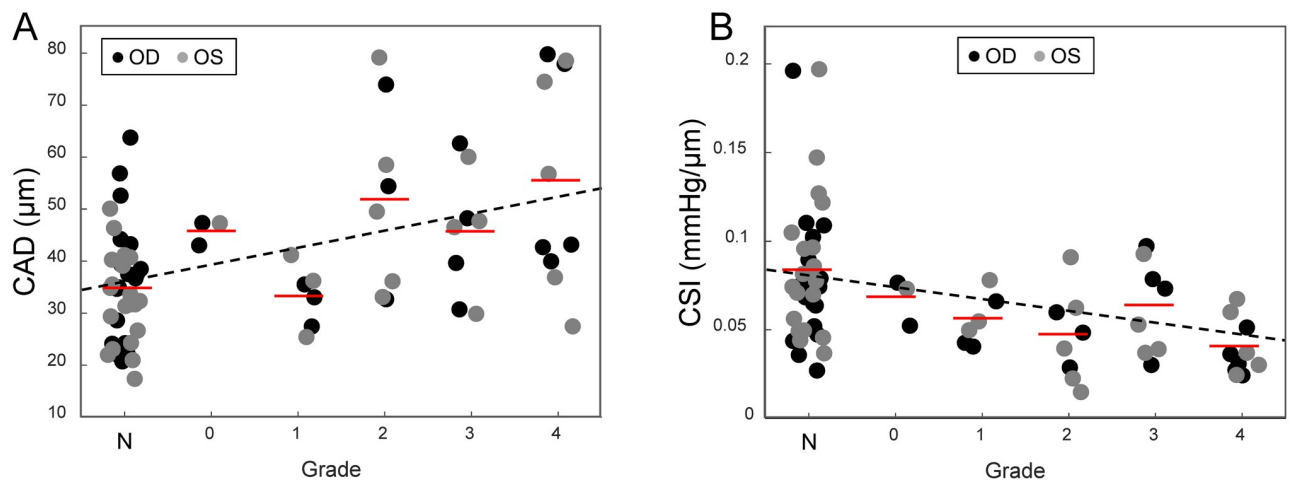 A
OD OS
80
70
60
50
40
30
20
10
CAD (μm)
N 0 1 2 3 4
Grade
B
OD OS
0.2
0.15
0.1
0.05
0
CSI (mmHg/μm)
N 0 1 2 3 4
Grade